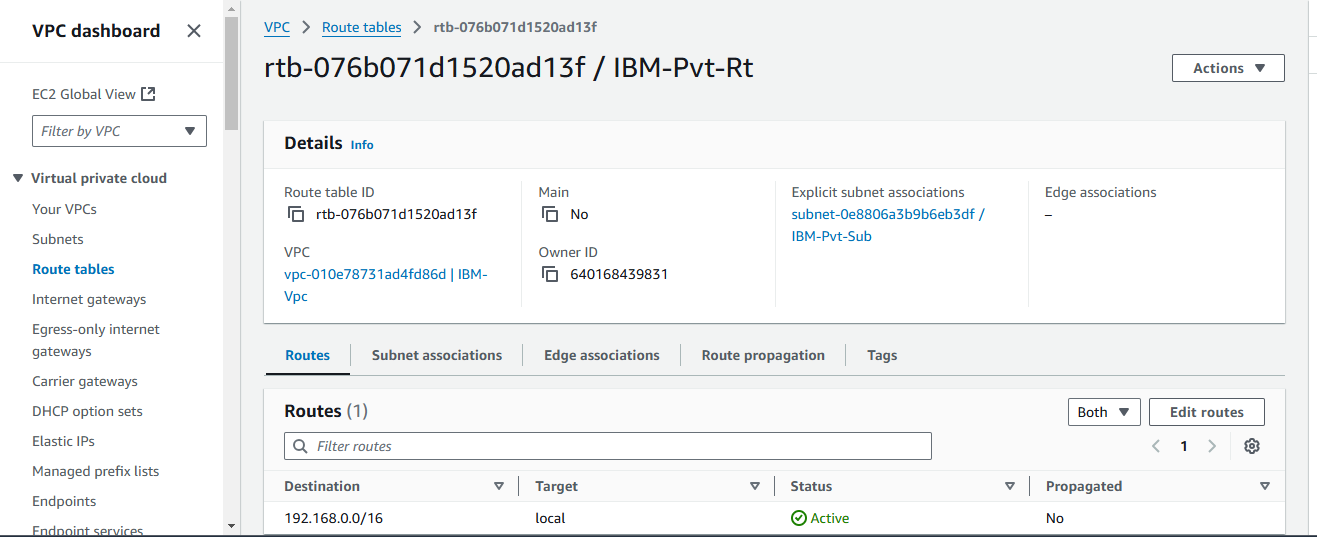 VPC dashboard
EC2 Global View
Filter by VPC
Virtual private cloud
Your VPCs
Subnets
Route tables
Internet gateways
Egress-only internet
gateways
Carrier gateways
DHCP option sets
Elastic IPs
Managed prefix lists
Endpoints
Endpoint services
VPC > Route tables > rtb-076b071d1520ad13f
rtb-076b071d1520ad13f / IBM-Pvt-Rt
Actions
Details Info
Route table ID
rtb-076b071d1520ad13f
VPC
vpc-010e78731ad4fd86d | IBM-
Vpc
Main
No
Owner ID
640168439831
Explicit subnet associations
subnet-0e8806a3b9b6eb3df /
IBM-Pvt-Sub
Edge associations
–
Routes Subnet associations Edge associations Route propagation Tags
Routes (1)
Both
Edit routes
Filter routes
1
Destination Target Status Propagated
192.168.0.0/16 local Active No